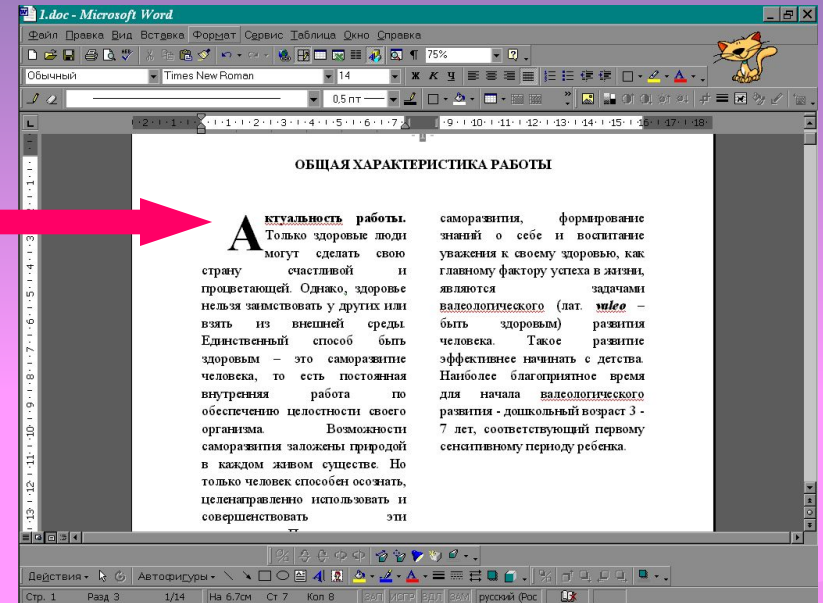 1.doc - Microsoft Word
Файл Правка Вид Вставка Формат Сервис Таблица Окно Справка
75%
Обычный Times New Roman 14 Ж К Ч
0,5 пт
ОБЩАЯ ХАРАКТЕРИСТИКА РАБОТЫ
Актуальность работы.
Только здоровые люди
могут сделать свою
страну счастливой и
процветающей. Однако, здоровье
нельзя заимствовать у других или
взять из внешней среды.
Единственный способ быть
здоровым – это саморазвитие
человека, то есть постоянная
внутренняя работа по
обеспечению целостности своего
организма. Возможности
саморазвития заложены природой
в каждом живом существе. Но
только человек способен осознать,
целенаправленно использовать и
совершенствовать эти
саморазвития, формирование
знаний о себе и воспитание
уважения к своему здоровью, как
главному фактору успеха в жизни,
являются задачами
валеологического (лат. valeo –
быть здоровым) развития
человека. Такое развитие
эффективнее начинать с детства.
Наиболее благоприятное время
для начала валеологического
развития - дошкольный возраст 3 -
7 лет, соответствующий первому
сенситивному периоду ребенка.
Действия Автофигуры
Стр. 1 Разд 3 1/14 На 6.7см Ст 7 Кол 8 ЗАП ИСПР ВДЛ ЗАМ русский (Рос